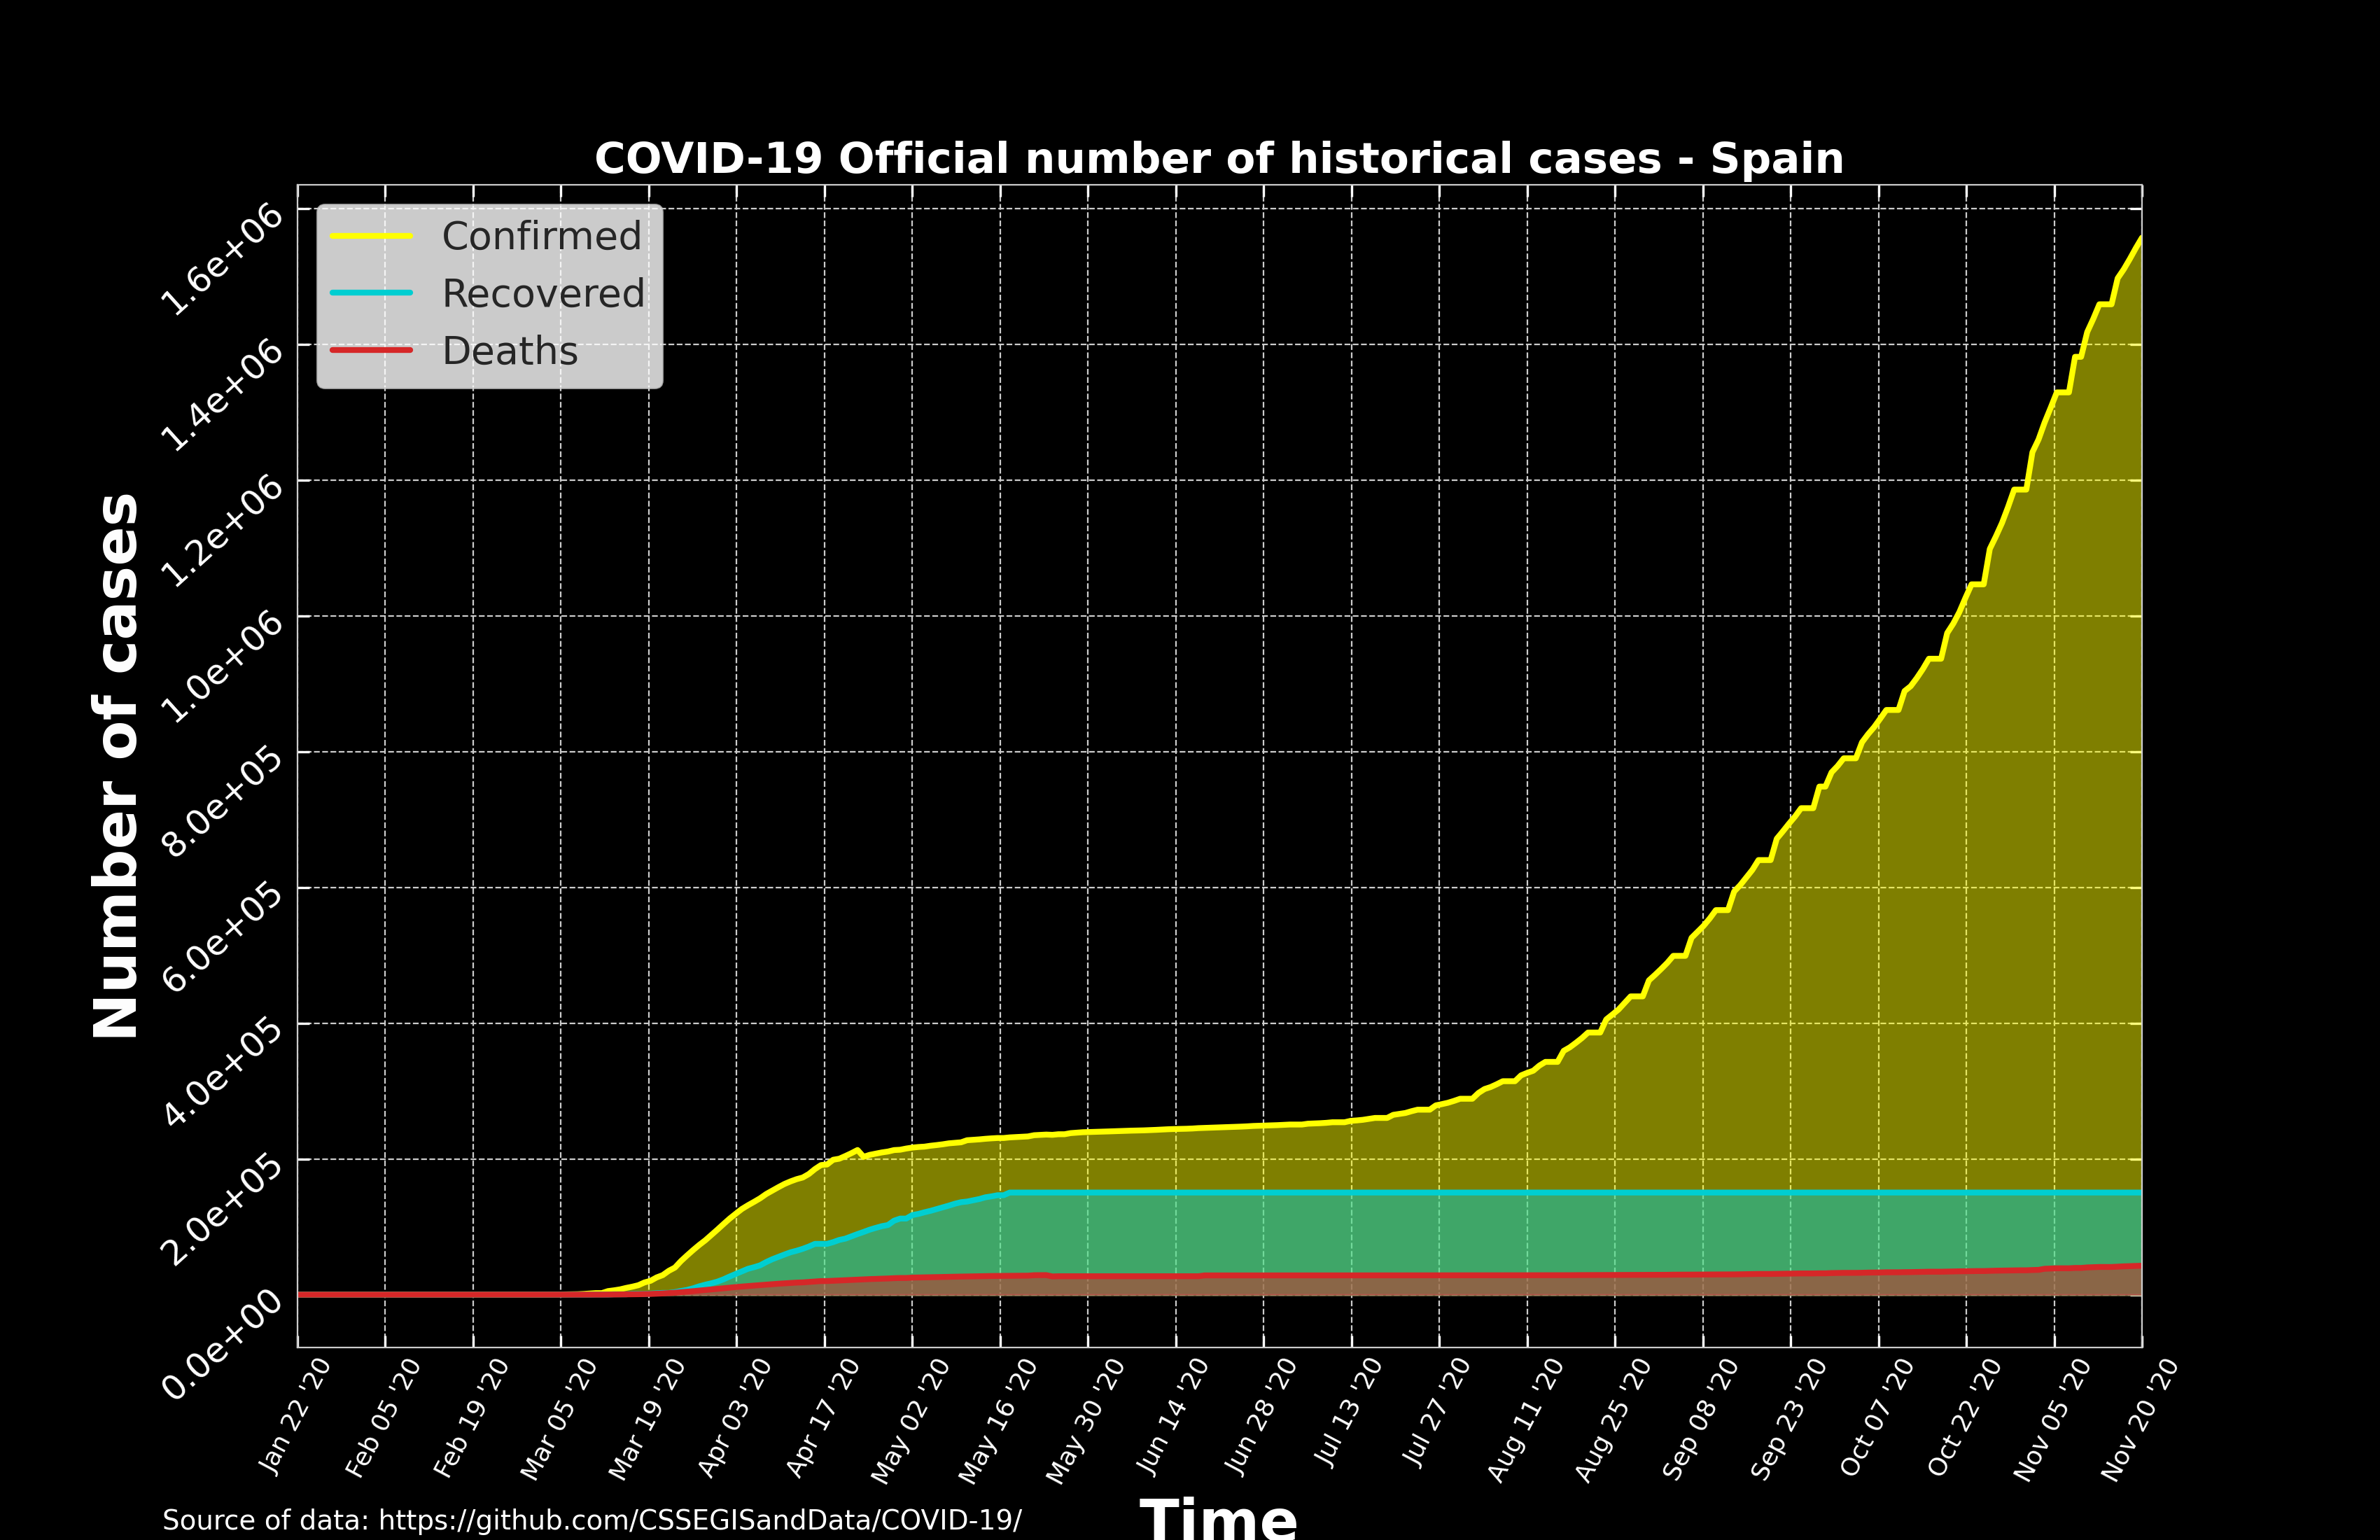 COVID-19 Official number of historical cases - Spain
Confirmed
Recovered
Deaths
Number of cases
1.6e+06
1.4e+06
1.2e+06
1.0e+06
8.0e+05
6.0e+05
4.0e+05
2.0e+05
0.0e+00
Jan 22 '20
Feb 05 '20
Feb 19 '20
Mar 05 '20
Mar 19 '20
Apr 03 '20
Apr 17 '20
May 02 '20
May 16 '20
May 30 '20
Jun 14 '20
Jun 28 '20
Jul 13 '20
Jul 27 '20
Aug 11 '20
Aug 25 '20
Sep 08 '20
Sep 23 '20
Oct 07 '20
Oct 22 '20
Nov 05 '20
Nov 20 '20
Time
Source of data: https://github.com/CSSEGISandData/COVID-19/